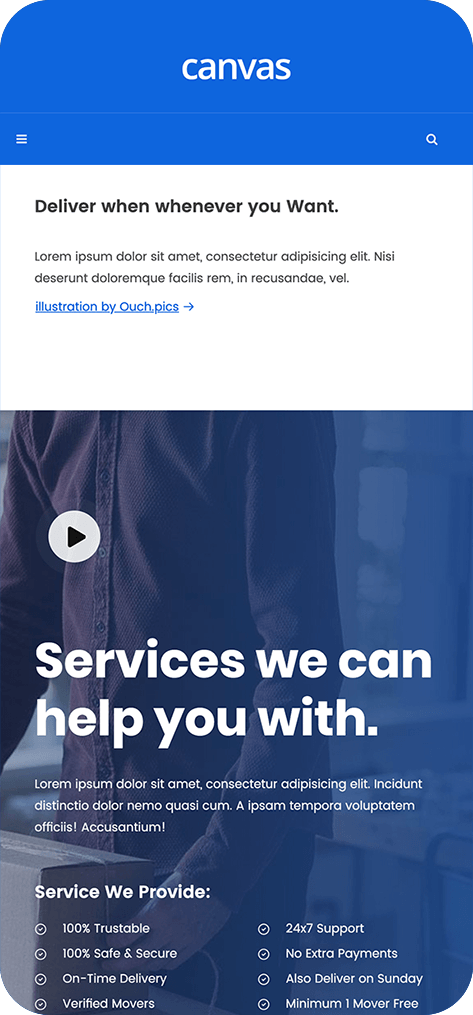 canvas
Deliver when whenever you Want.
Lorem ipsum dolor sit amet, consectetur adipisicing elit. Nisi
deserunt doloremque facilis rem, in recusandae, vel.
illustration by Ouch.pics →
Services we can
help you with.
Lorem ipsum dolor sit amet, consectetur adipisicing elit. Incidunt
distinctio dolor nemo quasi cum. A ipsam tempora voluptatem
officiis! Accusantium!
Service We Provide:
100% Trustable
24x7 Support
100% Safe & Secure
No Extra Payments
On-Time Delivery
Also Deliver on Sunday
Verified Movers
Minimum 1 Mover Free